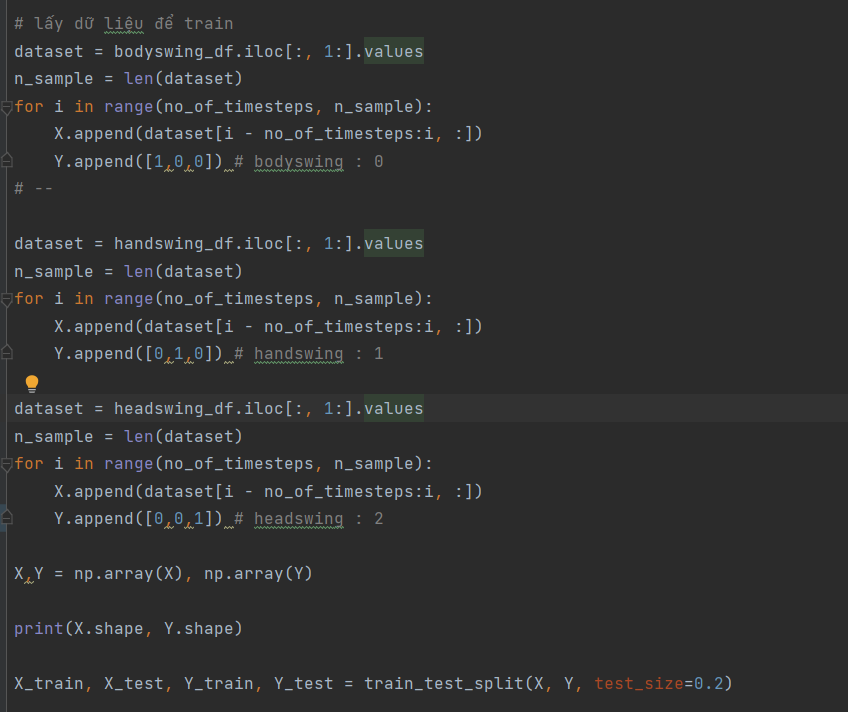 # lấy dữ liệu để train
dataset = bodyswing_df.iloc[:, 1:].values
n_sample = len(dataset)
for i in range(no_of_timesteps, n_sample):
    X.append(dataset[i - no_of_timesteps:i, :])
    Y.append([1,0,0]) # bodyswing : 0
# --
dataset = handswing_df.iloc[:, 1:].values
n_sample = len(dataset)
for i in range(no_of_timesteps, n_sample):
    X.append(dataset[i - no_of_timesteps:i, :])
    Y.append([0,1,0]) # handswing : 1
dataset = headswing_df.iloc[:, 1:].values
n_sample = len(dataset)
for i in range(no_of_timesteps, n_sample):
    X.append(dataset[i - no_of_timesteps:i, :])
    Y.append([0,0,1]) # headswing : 2
X,Y = np.array(X), np.array(Y)
print(X.shape, Y.shape)
X_train, X_test, Y_train, Y_test = train_test_split(X, Y, test_size=0.2)